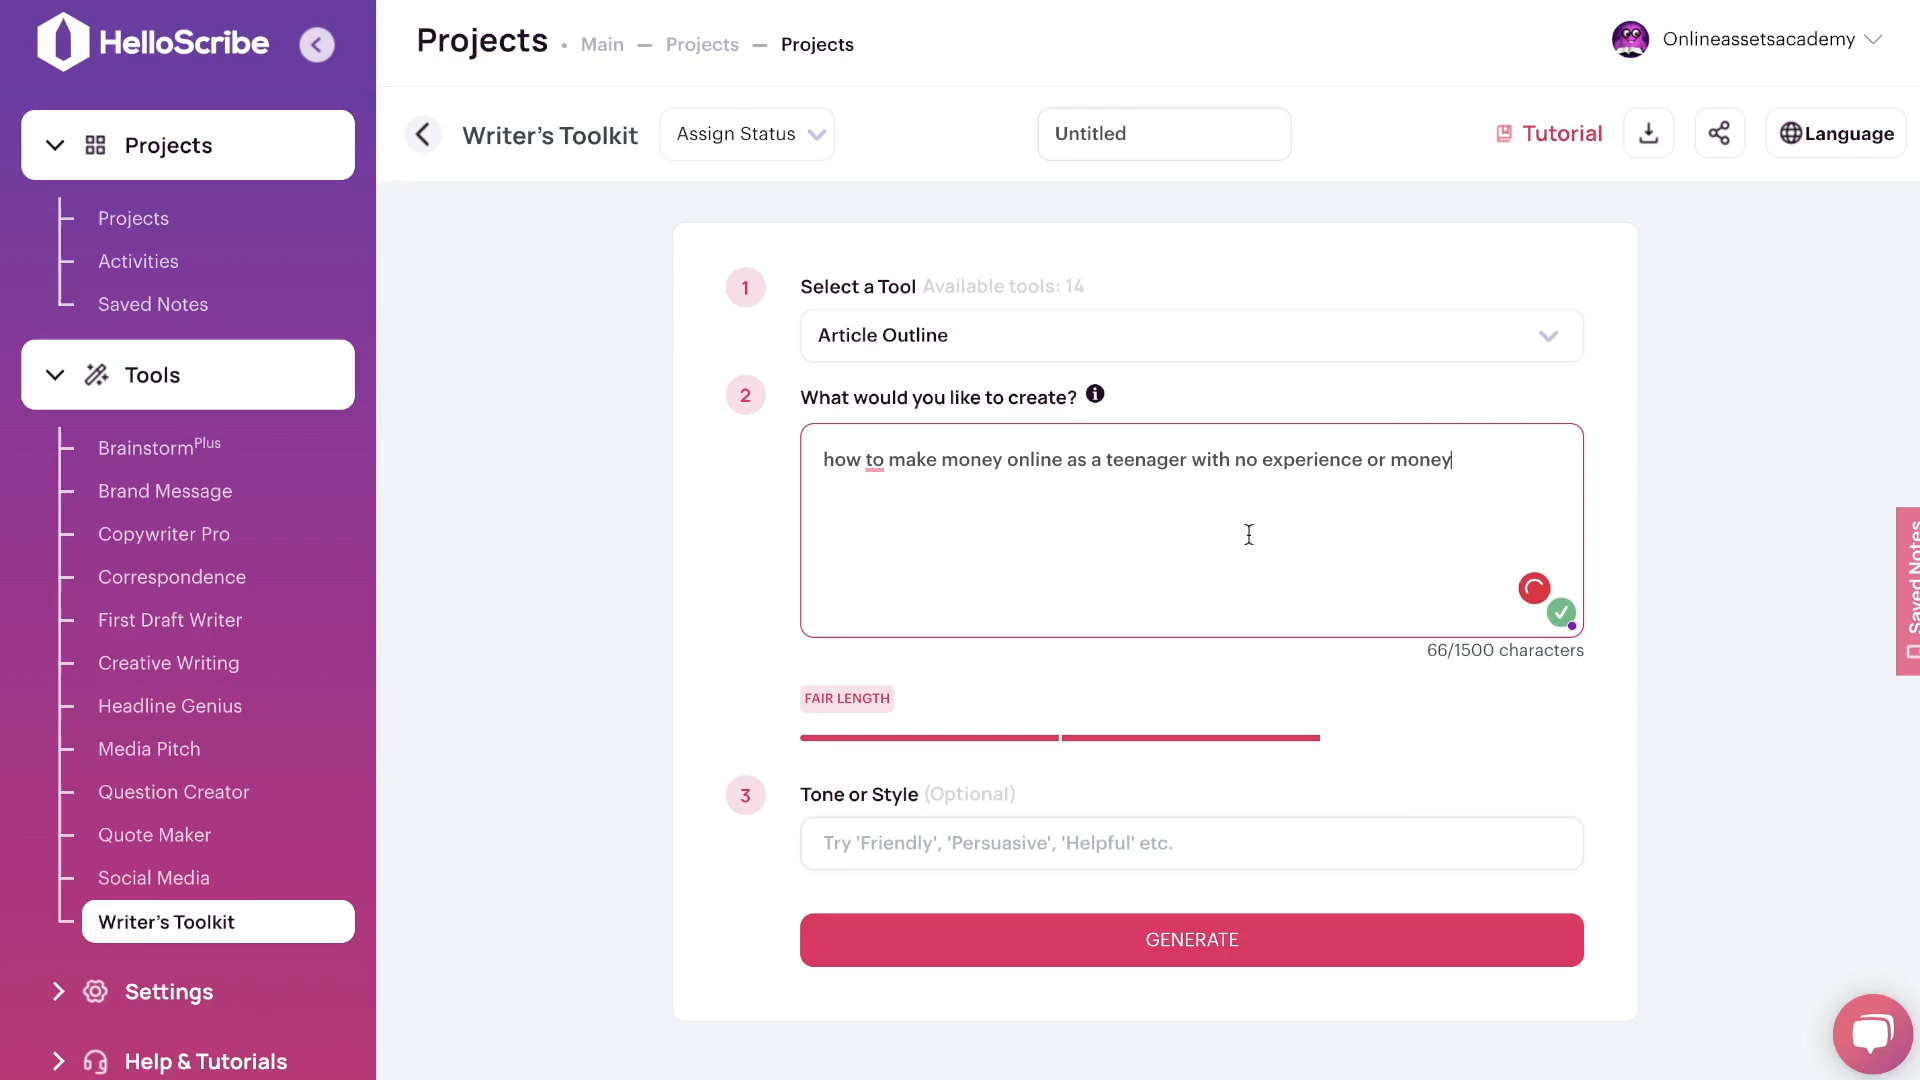 HelloScribe
Projects
Projects
Activities
Saved Notes
Tools
BrainstormPlus
Brand Message
Copywriter Pro
Correspondence
First Draft Writer
Creative Writing
Headline Genius
Media Pitch
Question Creator
Quote Maker
Social Media
Writer's Toolkit
Settings
Help & Tutorials
Projects • Main — Projects — Projects
Onlineassetsacademy
Writer's Toolkit
Assign Status
Untitled
Tutorial
Language
1
Select a Tool Available tools: 14
Article Outline
2
What would you like to create?
how to make money online as a teenager with no experience or money
66/1500 characters
FAIR LENGTH
3
Tone or Style (Optional)
Try 'Friendly', 'Persuasive', 'Helpful' etc.
GENERATE
Saved Notes